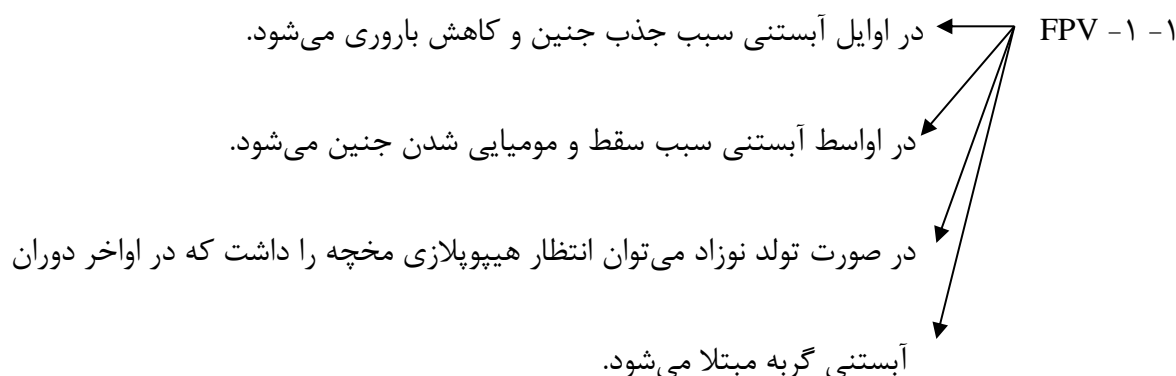 ۱- ۱- FPV در اوایل آبستنی سبب جذب جنین و کاهش باروری می‌شود.
در اواسط آبستنی سبب سقط و مومیایی شدن جنین می‌شود.
در صورت تولد نوزاد می‌توان انتظار هیپوپلازی مخچه را داشت که در اواخر دوران
آبستنی گربه مبتلا می‌شود.